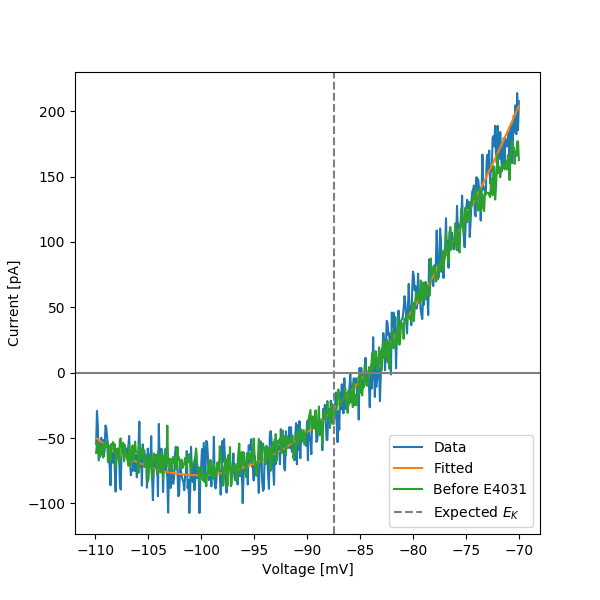 200
150
100
50
0
−50
−100
Current [pA]
Data
Fitted
Before E4031
Expected E_K
−110 −105 −100 −95 −90 −85 −80 −75 −70
Voltage [mV]